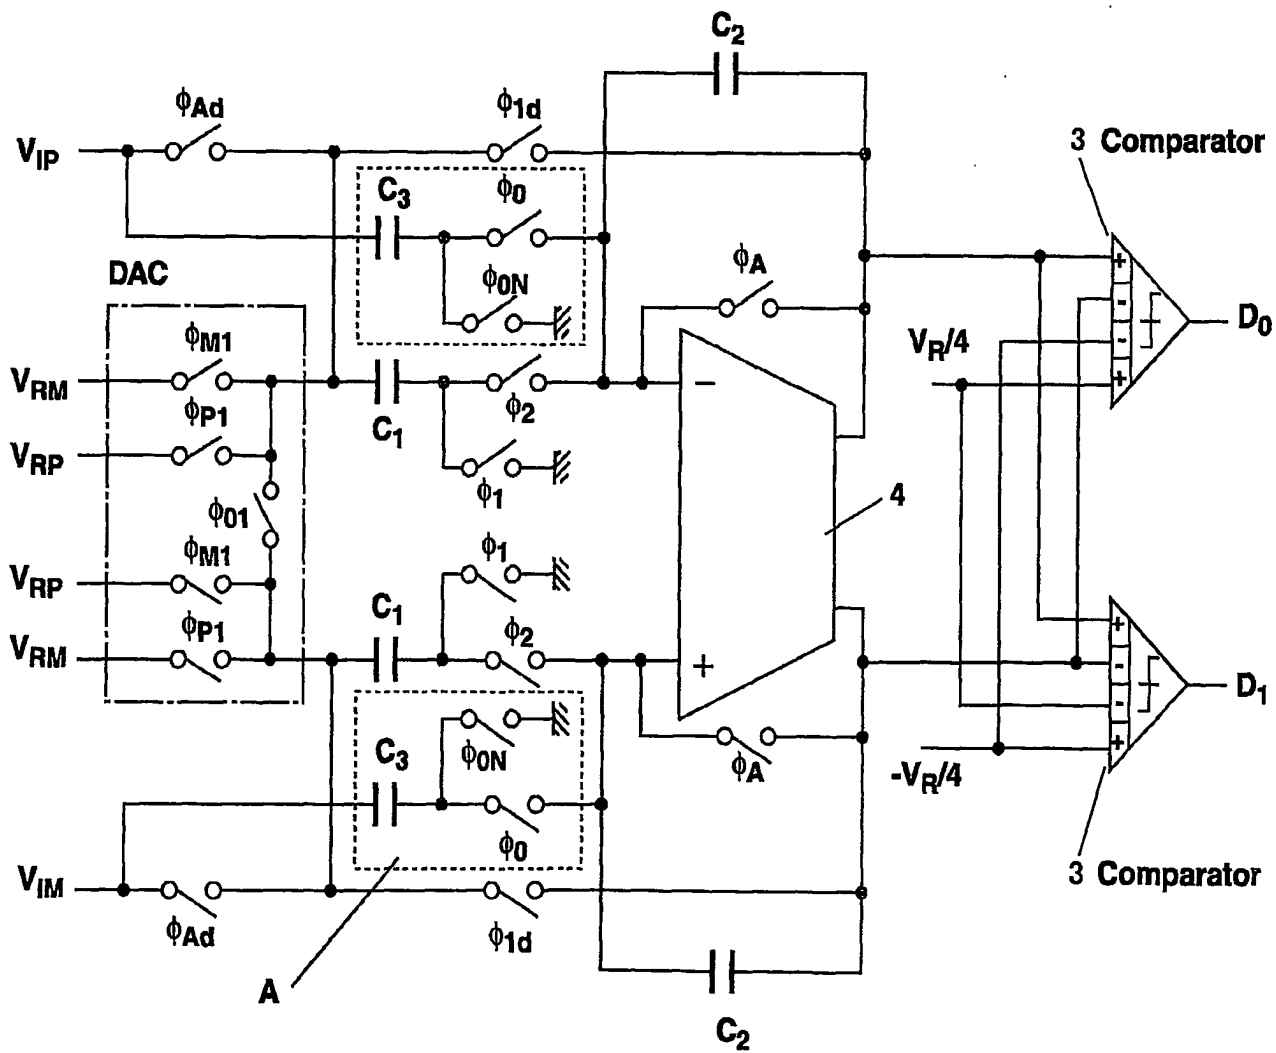 C2
ϕAd
ϕ1d
3 Comparator
VIP
C3
ϕ0
ϕA
DAC
ϕ0N
+
-
-
+
D0
ϕM1
VR/4
VRM
−
ϕP1
C1
ϕ2
VRP
ϕ1
4
ϕ01
ϕM1
ϕ1
VRP
C1
ϕP1
ϕ2
VRM
+
+
-
-
+
D1
C3
ϕ0N
ϕA
-VR/4
ϕ0
VIM
3 Comparator
ϕAd
ϕ1d
A
C2